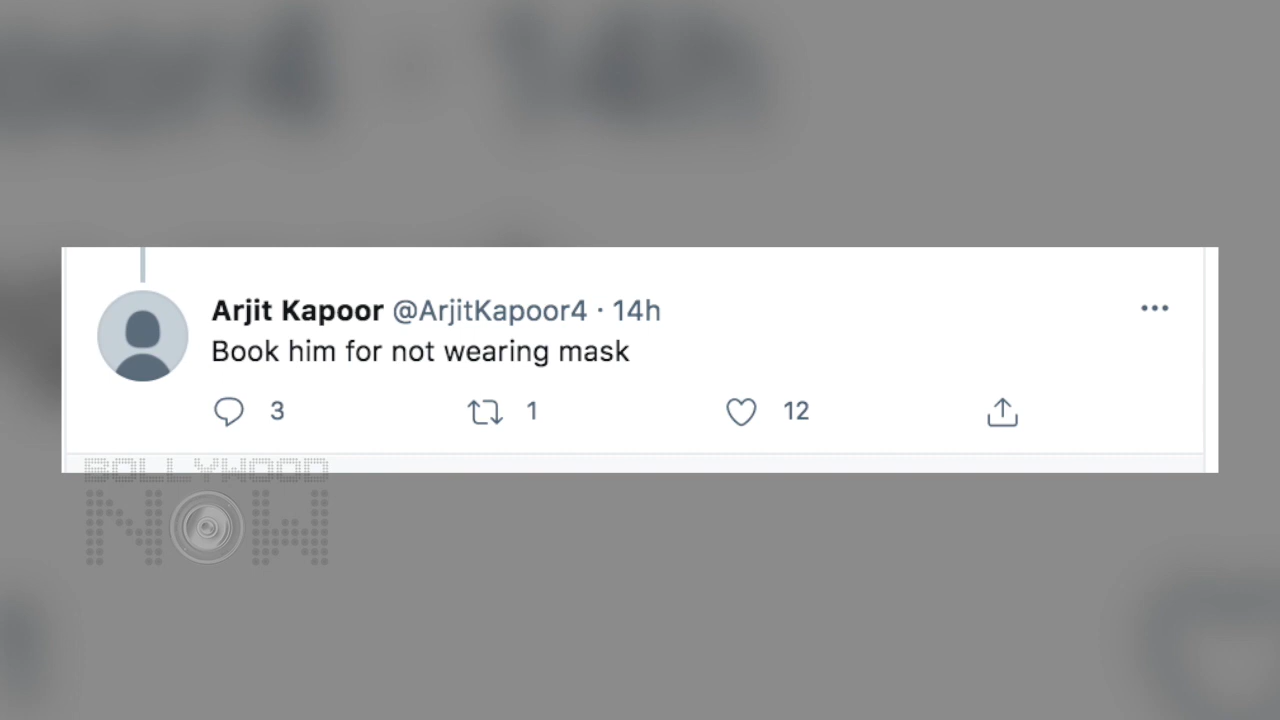 Arjit Kapoor @ArjitKapoor4 · 14h
Book him for not wearing mask
3 1 12
BOLLYWOOD
NOW